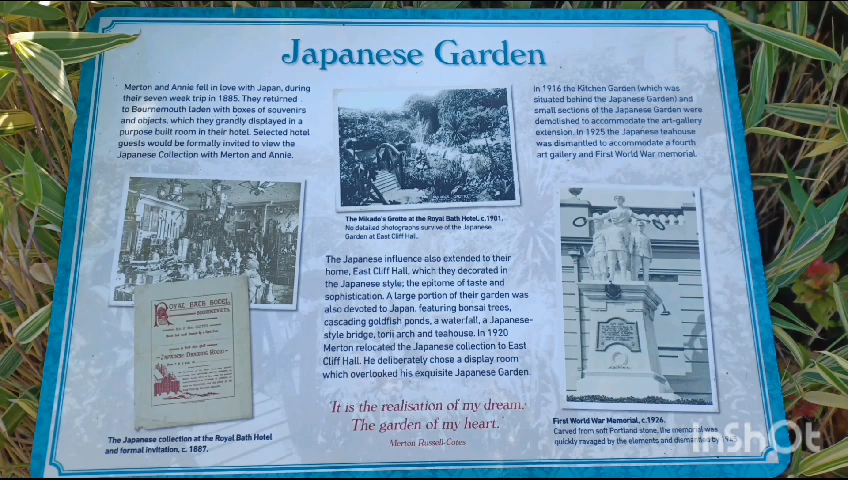 Japanese Garden
Merton and Annie fell in love with Japan, during
their seven week trip in 1885. They returned
to Bournemouth laden with boxes of souvenirs
and objects, which they grandly displayed in a
purpose built room in their hotel. Selected hotel
guests would be formally invited to view the
Japanese Collection with Merton and Annie.
ROYAL BATH HOTEL
The Japanese collection at the Royal Bath Hotel
and formal invitation, c. 1887.
The Mikado's Grotto at the Royal Bath Hotel, c.1901.
No detailed photographs survive of the Japanese
Garden at East Cliff Hall.
The Japanese influence also extended to their
home, East Cliff Hall, which they decorated in
the Japanese style; the epitome of taste and
sophistication. A large portion of their garden was
also devoted to Japan, featuring bonsai trees,
cascading goldfish ponds, a waterfall, a Japanese-
style bridge, torii arch and teahouse. In 1920
Merton relocated the Japanese collection to East
Cliff Hall. He deliberately chose a display room
which overlooked his exquisite Japanese Garden.
'It is the realisation of my dream.
The garden of my heart.'
Merton Russell-Cotes
In 1916 the Kitchen Garden (which was
situated behind the Japanese Garden) and
small sections of the Japanese Garden were
demolished to accommodate the art-gallery
extension. In 1925 the Japanese teahouse
was dismantled to accommodate a fourth
art gallery and First World War memorial.
First World War Memorial, c.1926.
Carved from soft Portland stone, the memorial was
quickly ravaged by the elements and dismantled by 1945.
InShOt